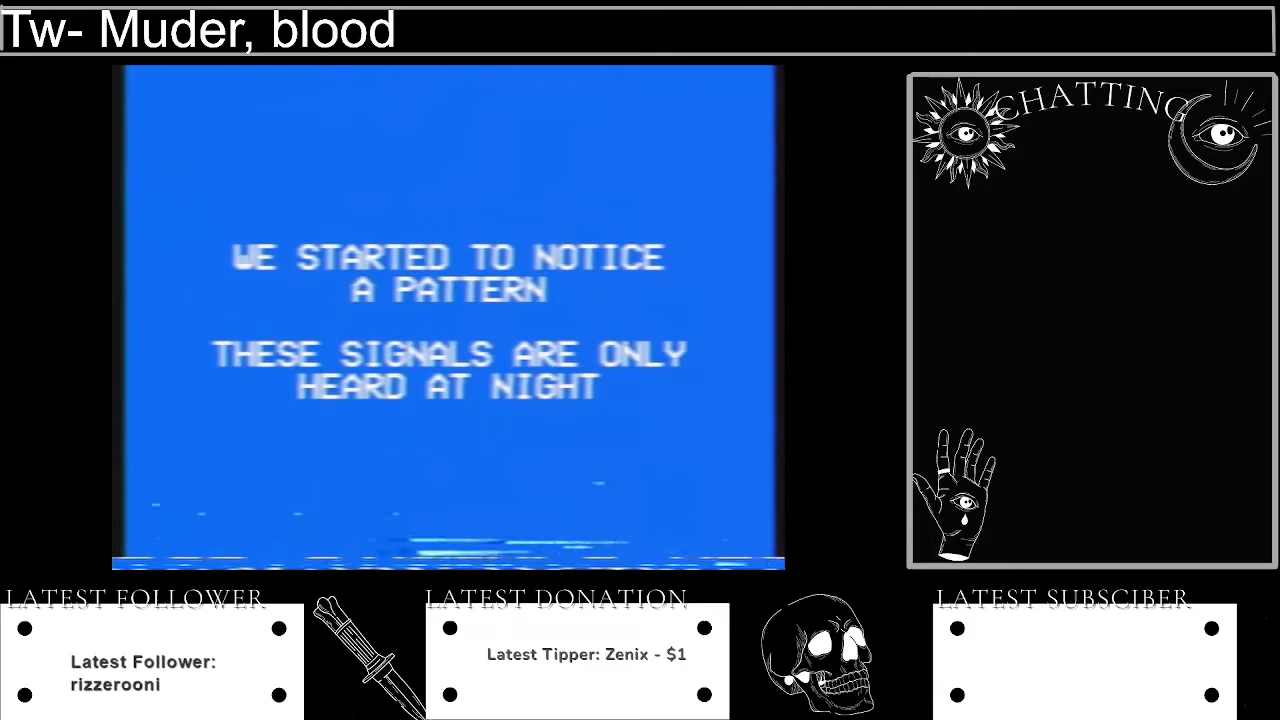 Tw- Muder, blood
CHATTING
WE STARTED TO NOTICE
A PATTERN
THESE SIGNALS ARE ONLY
HEARD AT NIGHT
LATEST FOLLOWER
Latest Follower:
rizzerooni
LATEST DONATION
Latest Tipper: Zenix - $1
LATEST SUBSCIBER